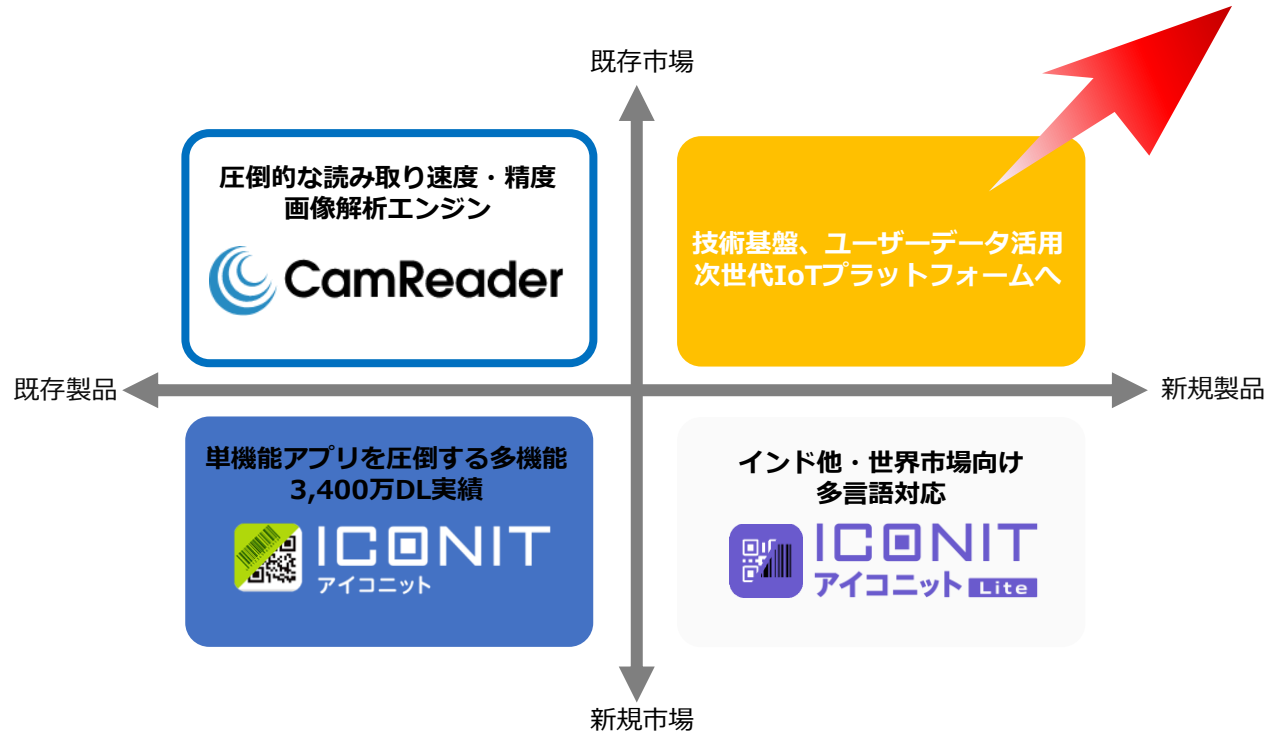 既存市場
圧倒的な読み取り速度・精度
画像解析エンジン
CamReader
技術基盤、ユーザーデータ活用
次世代IoTプラットフォームへ
既存製品
新規製品
単機能アプリを圧倒する多機能
3,400万DL実績
ICONIT
アイコニット
インド他・世界市場向け
多言語対応
ICONIT
アイコニット Lite
新規市場